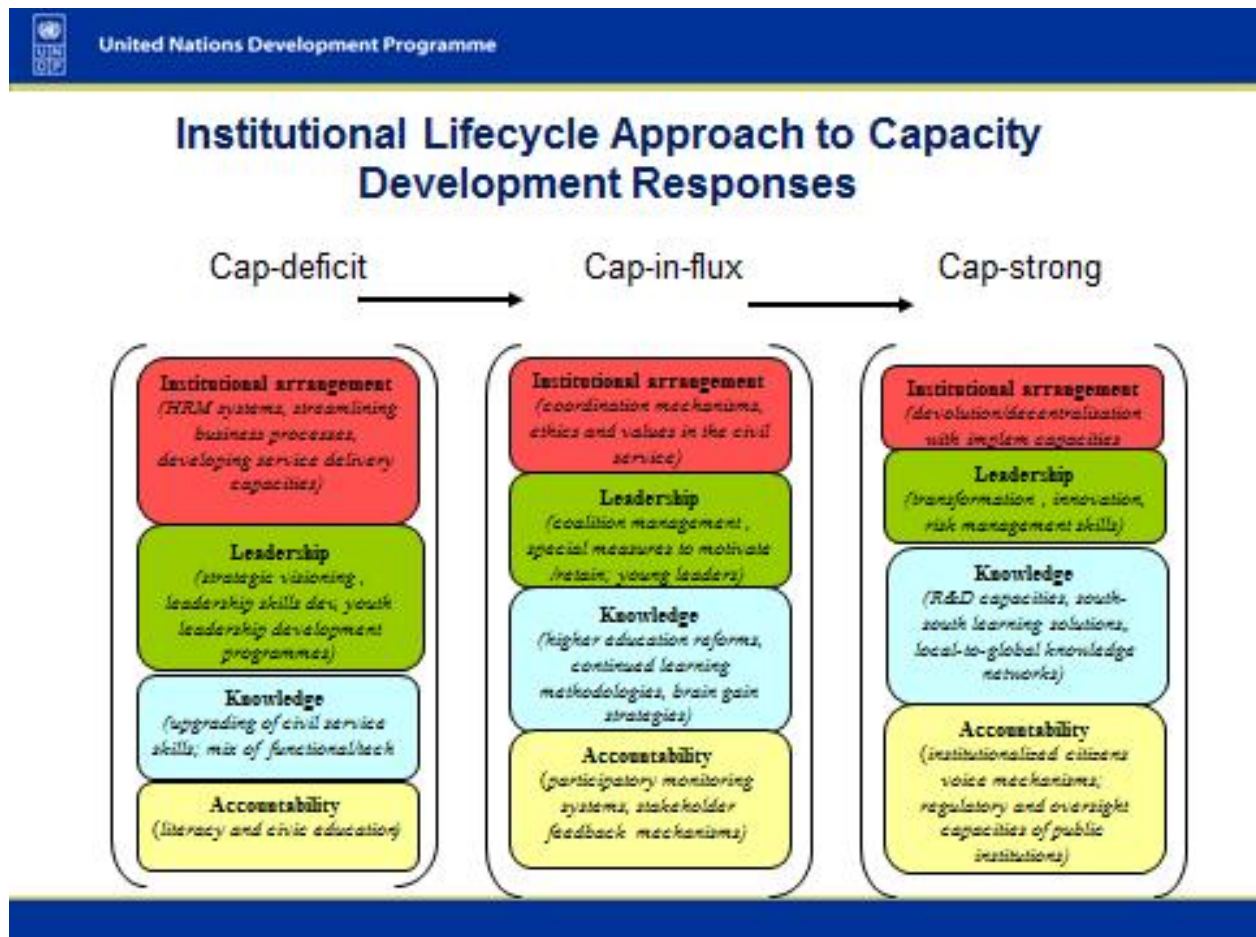 UN
DP
United Nations Development Programme
Institutional Lifecycle Approach to Capacity
Development Responses
Cap-deficit
Cap-in-flux
Cap-strong
Institutional arrangement
(HRM systems, streamlining
business processes,
developing service delivery
capacities)
Leadership
(strategic visioning ,
leadership skills dev, youth
leadership development
programmes)
Knowledge
(upgrading of civil service
skills; mix of functional/tech
Accountability
(literacy and civic education)
Institutional arrangement
(coordination mechanisms,
ethics and values in the civil
service)
Leadership
(coalition management ,
special measures to motivate
/retain; young leaders)
Knowledge
(higher education reforms,
continued learning
methodologies, brain gain
strategies)
Accountability
(participatory monitoring
systems, stakeholder
feedback mechanisms)
Institutional arrangement
(devolution/decentralisation
with implem capacities
Leadership
(transformation , innovation,
risk management skills)
Knowledge
(R&D capacities, south-
south learning solutions,
local-to-global knowledge
networks)
Accountability
(institutionalized citizens
voice mechanisms;
regulatory and oversight
capacities of public
institutions)